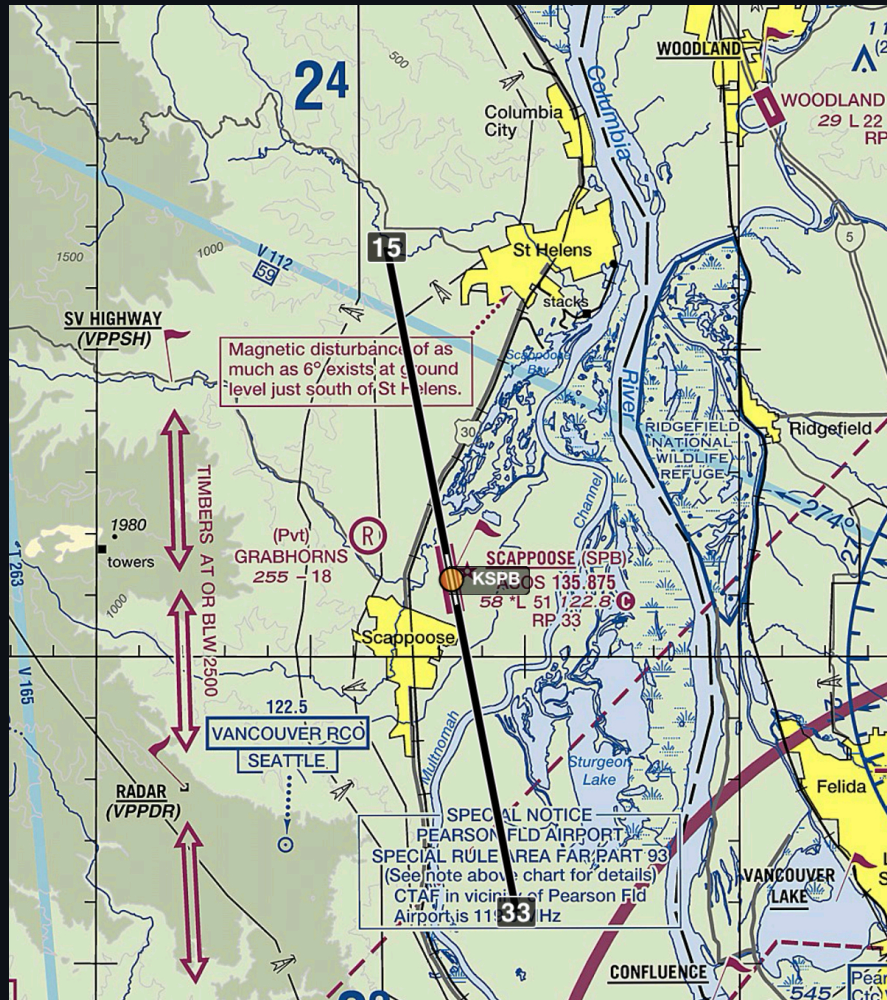 WOODLAND
24
500
Columbia
City
Columbia
WOODLAND
29 L 22
RP
15
St Helens
5
1500
1000
V 112
59
stacks
SV HIGHWAY
(VPPSH)
Magnetic disturbance of as
much as 6° exists at ground
level just south of St Helens.
Scappoose
Bay
River
30
RIDGEFIELD
NATIONAL
WILDLIFE
REFUGE
Ridgefield
TIMBERS AT OR BLW 2500
Channel
274°
1980
towers
(Pvt)
GRABHORNS
255 - 18
R
SCAPPOOSE (SPB)
KSPB
135.875
58 *L 51 122.8 C
RP 33
T 263
1000
Scappoose
V 165
122.5
VANCOUVER RCO
SEATTLE
Multnomah
Sturgeon
Lake
RADAR
(VPPDR)
Felida
SPECIAL NOTICE
PEARSON FLD AIRPORT
SPECIAL RULE AREA FAR PART 93
(See note above chart for details)
CTAF in vicinity of Pearson Fld
Airport is 119 Hz
33
VANCOUVER
LAKE
CONFLUENCE
545